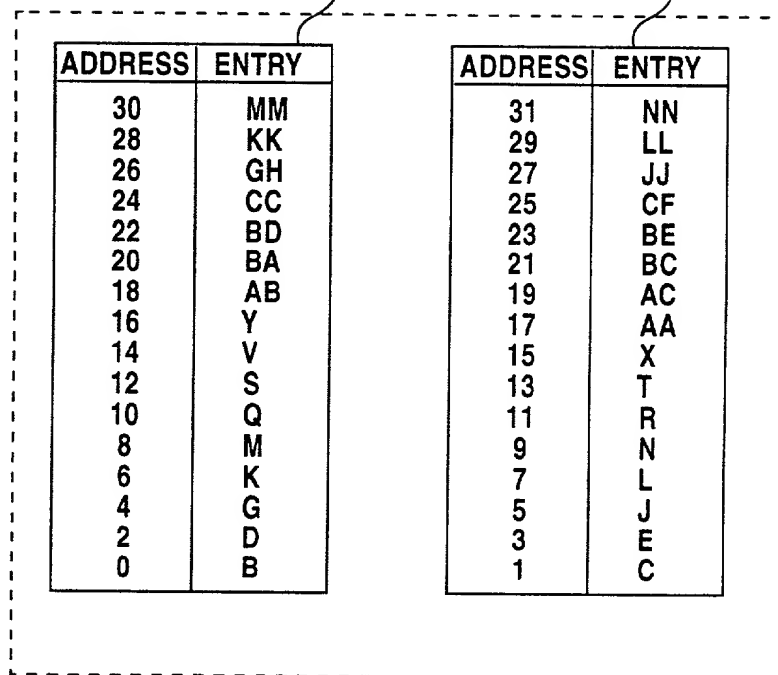 ADDRESS ENTRY
30 MM
28 KK
26 GH
24 CC
22 BD
20 BA
18 AB
16 Y
14 V
12 S
10 Q
8 M
6 K
4 G
2 D
0 B
ADDRESS ENTRY
31 NN
29 LL
27 JJ
25 CF
23 BE
21 BC
19 AC
17 AA
15 X
13 T
11 R
9 N
7 L
5 J
3 E
1 C